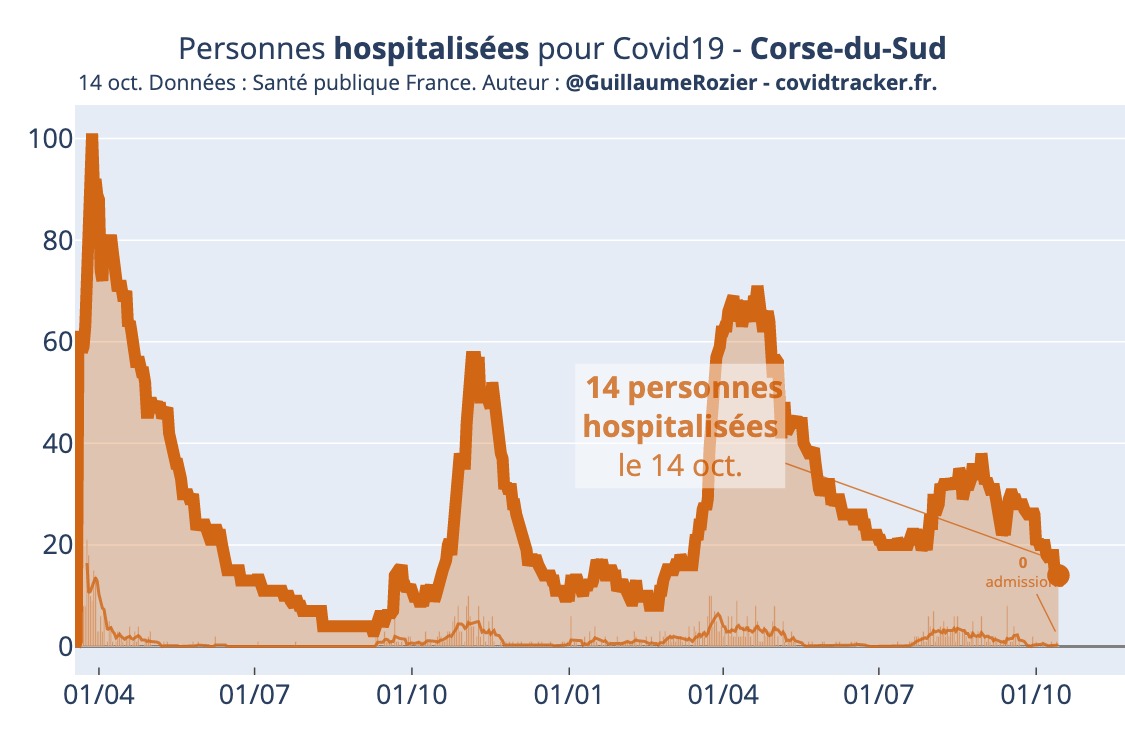 Personnes hospitalisées pour Covid19 - Corse-du-Sud
14 oct. Données : Santé publique France. Auteur : @GuillaumeRozier - covidtracker.fr.
100
80
60
40
20
0
14 personnes
hospitalisées
le 14 oct.
0
admission
01/04
01/07
01/10
01/01
01/04
01/07
01/10